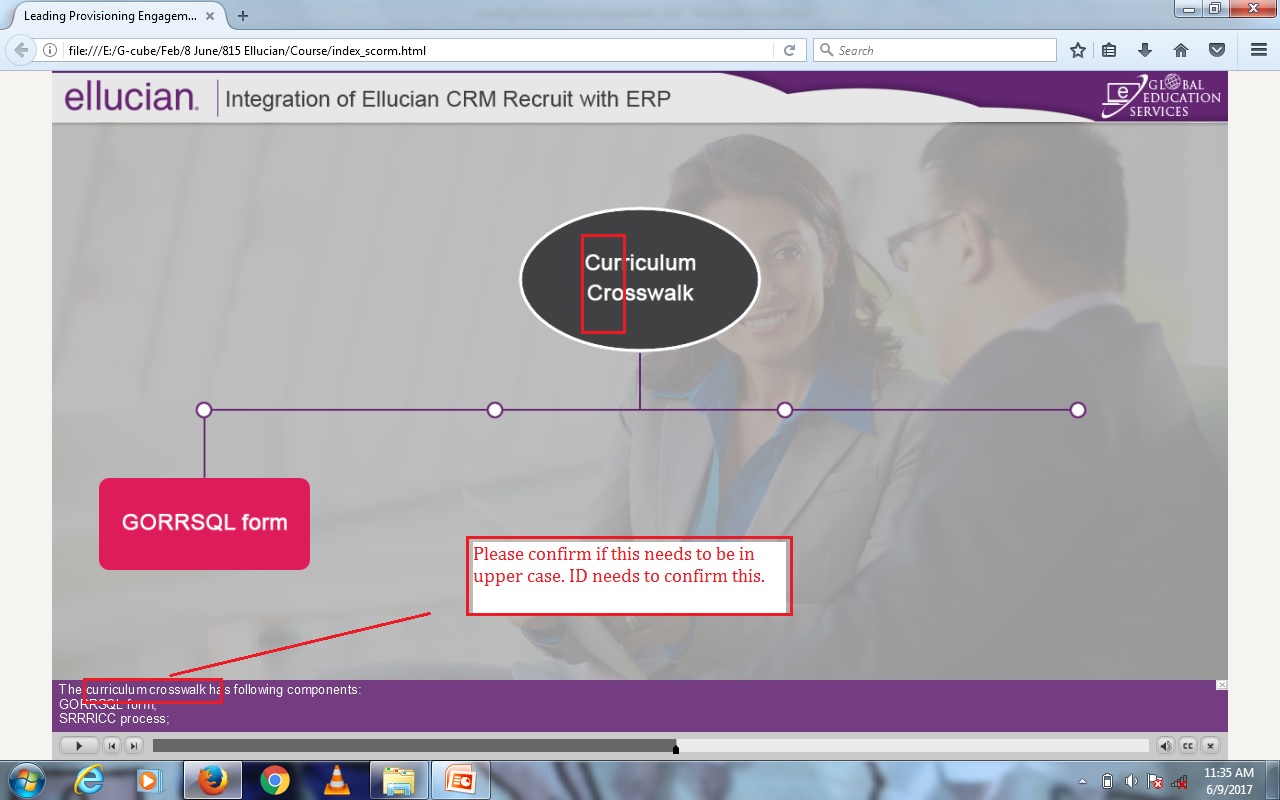 Leading Provisioning Engagem...
file:///E:/G-cube/Feb/8 June/815 Ellucian/Course/index_scorm.html
Search
ellucian.
Integration of Ellucian CRM Recruit with ERP
e
GLOBAL
EDUCATION
SERVICES
Curriculum
Crosswalk
GORRSQL form
Please confirm if this needs to be in
upper case. ID needs to confirm this.
The curriculum crosswalk has following components:
GORRSQL form;
SRRRICC process;
CC
11:35 AM
6/9/2017